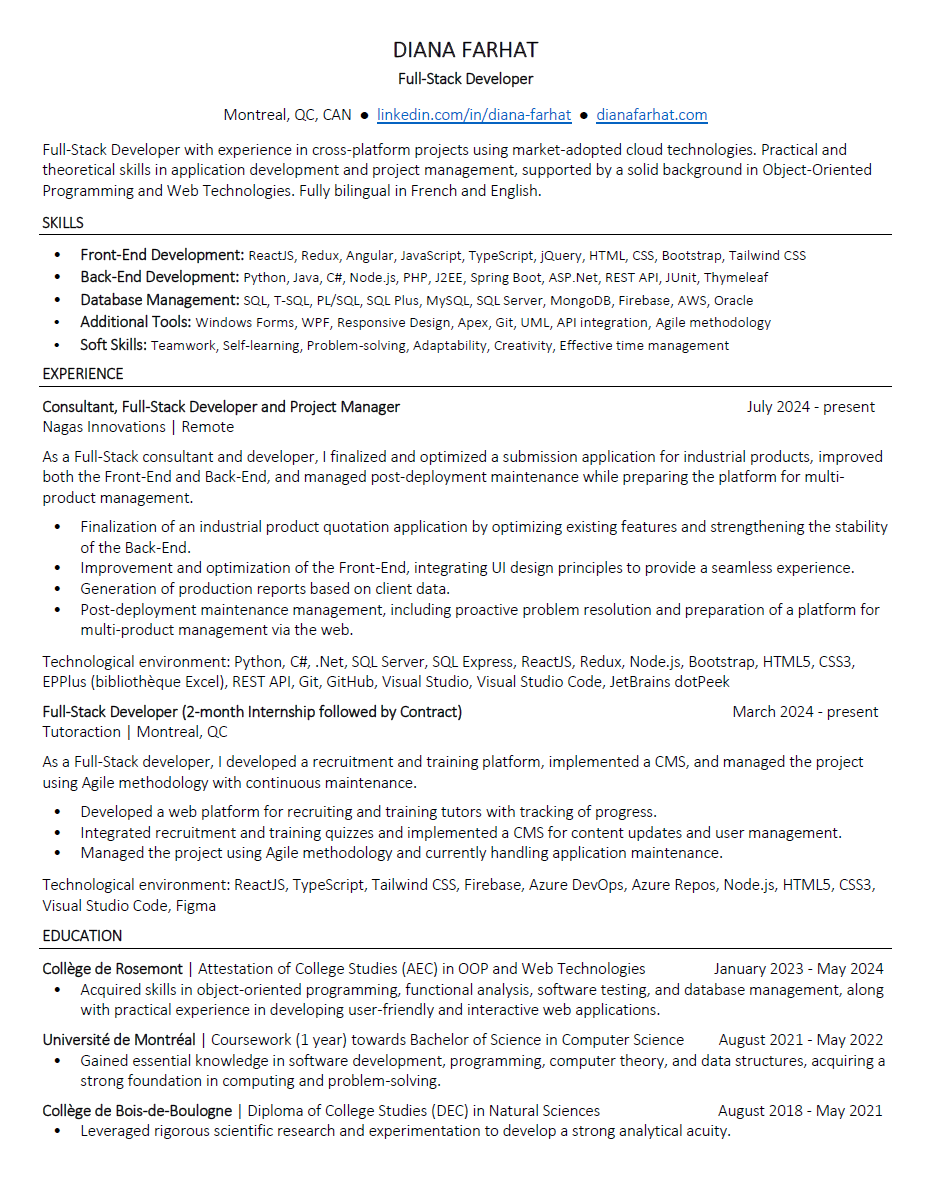 DIANA FARHAT
Full-Stack Developer
Montreal, QC, CAN ● linkedin.com/in/diana-farhat ● dianafarhat.com
Full-Stack Developer with experience in cross-platform projects using market-adopted cloud technologies. Practical and
theoretical skills in application development and project management, supported by a solid background in Object-Oriented
Programming and Web Technologies. Fully bilingual in French and English.
SKILLS
• Front-End Development: ReactJS, Redux, Angular, JavaScript, TypeScript, jQuery, HTML, CSS, Bootstrap, Tailwind CSS
• Back-End Development: Python, Java, C#, Node.js, PHP, J2EE, Spring Boot, ASP.Net, REST API, JUnit, Thymeleaf
• Database Management: SQL, T-SQL, PL/SQL, SQL Plus, MySQL, SQL Server, MongoDB, Firebase, AWS, Oracle
• Additional Tools: Windows Forms, WPF, Responsive Design, Apex, Git, UML, API integration, Agile methodology
• Soft Skills: Teamwork, Self-learning, Problem-solving, Adaptability, Creativity, Effective time management
EXPERIENCE
Consultant, Full-Stack Developer and Project Manager July 2024 - present
Nagas Innovations | Remote
As a Full-Stack consultant and developer, I finalized and optimized a submission application for industrial products, improved
both the Front-End and Back-End, and managed post-deployment maintenance while preparing the platform for multi-
product management.
• Finalization of an industrial product quotation application by optimizing existing features and strengthening the stability
of the Back-End.
• Improvement and optimization of the Front-End, integrating UI design principles to provide a seamless experience.
• Generation of production reports based on client data.
• Post-deployment maintenance management, including proactive problem resolution and preparation of a platform for
multi-product management via the web.
Technological environment: Python, C#, .Net, SQL Server, SQL Express, ReactJS, Redux, Node.js, Bootstrap, HTML5, CSS3,
EPPlus (bibliothèque Excel), REST API, Git, GitHub, Visual Studio, Visual Studio Code, JetBrains dotPeek
Full-Stack Developer (2-month Internship followed by Contract) March 2024 - present
Tutoraction | Montreal, QC
As a Full-Stack developer, I developed a recruitment and training platform, implemented a CMS, and managed the project
using Agile methodology with continuous maintenance.
• Developed a web platform for recruiting and training tutors with tracking of progress.
• Integrated recruitment and training quizzes and implemented a CMS for content updates and user management.
• Managed the project using Agile methodology and currently handling application maintenance.
Technological environment: ReactJS, TypeScript, Tailwind CSS, Firebase, Azure DevOps, Azure Repos, Node.js, HTML5, CSS3,
Visual Studio Code, Figma
EDUCATION
Collège de Rosemont | Attestation of College Studies (AEC) in OOP and Web Technologies January 2023 - May 2024
• Acquired skills in object-oriented programming, functional analysis, software testing, and database management, along
with practical experience in developing user-friendly and interactive web applications.
Université de Montréal | Coursework (1 year) towards Bachelor of Science in Computer Science August 2021 - May 2022
• Gained essential knowledge in software development, programming, computer theory, and data structures, acquiring a
strong foundation in computing and problem-solving.
Collège de Bois-de-Boulogne | Diploma of College Studies (DEC) in Natural Sciences August 2018 - May 2021
• Leveraged rigorous scientific research and experimentation to develop a strong analytical acuity.